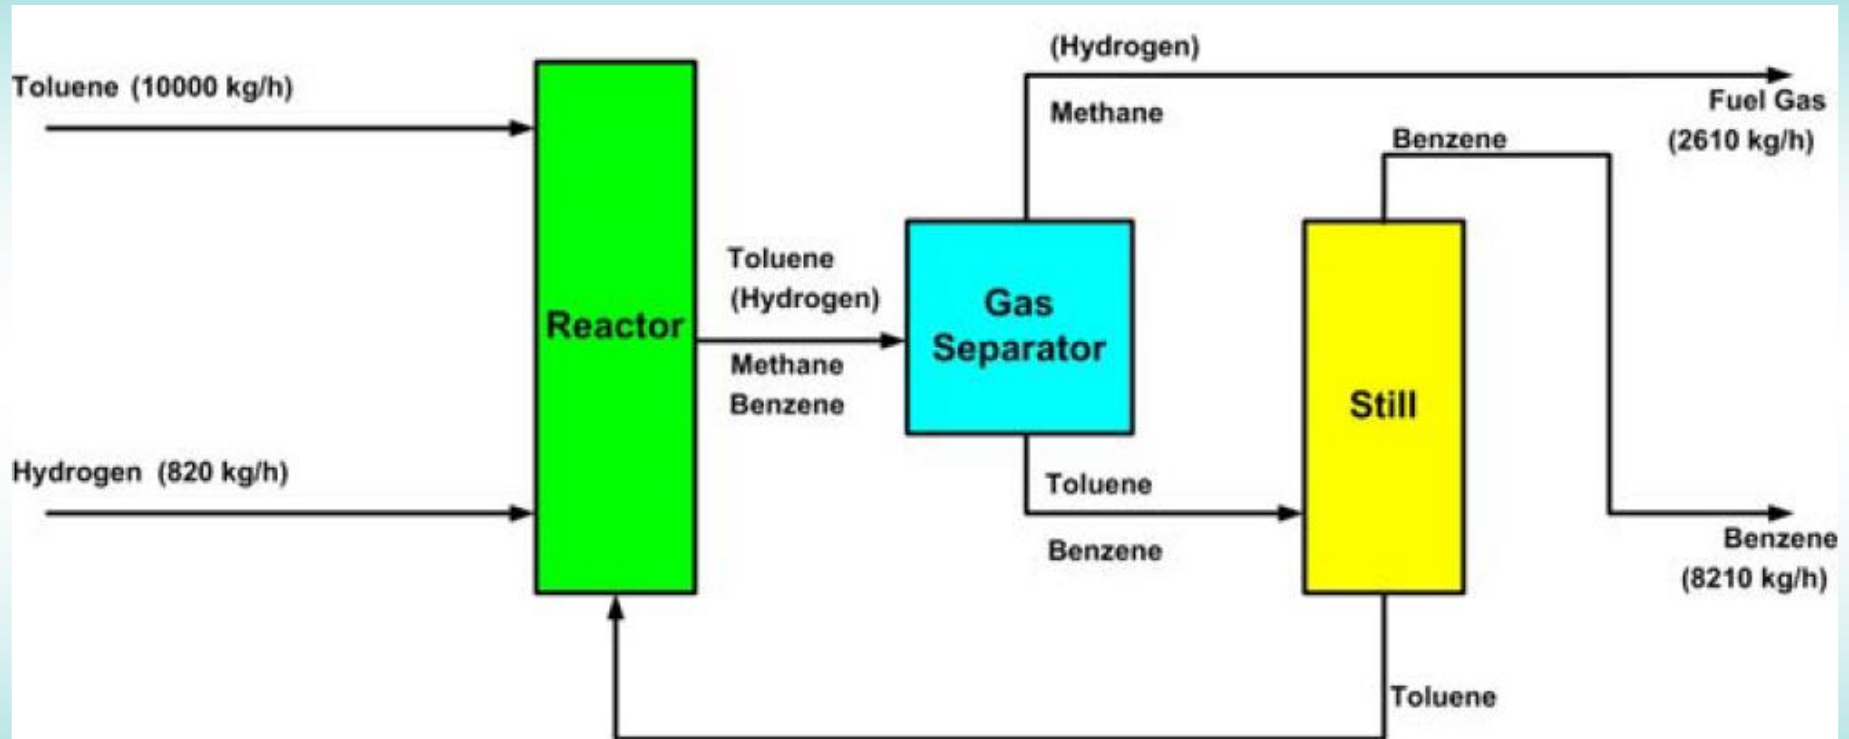 Toluene (10000 kg/h)
Hydrogen (820 kg/h)
Reactor
Toluene
(Hydrogen)
Methane
Benzene
Gas
Separator
(Hydrogen)
Methane
Fuel Gas
(2610 kg/h)
Toluene
Benzene
Still
Benzene
Benzene
(8210 kg/h)
Toluene